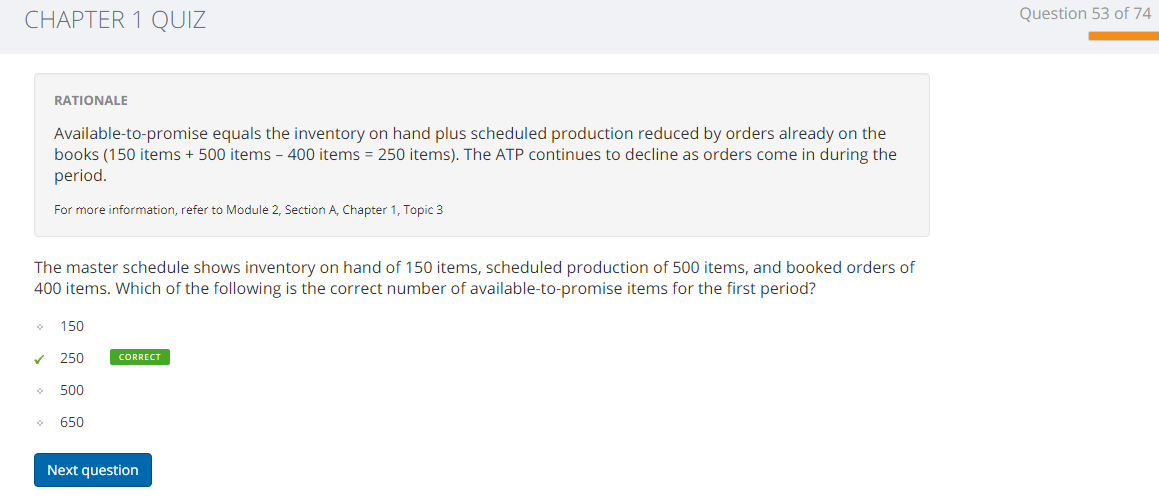 CHAPTER 1 QUIZ
Question 53 of 74
RATIONALE
Available-to-promise equals the inventory on hand plus scheduled production reduced by orders already on the
books (150 items + 500 items – 400 items = 250 items). The ATP continues to decline as orders come in during the
period.
For more information, refer to Module 2, Section A, Chapter 1, Topic 3
The master schedule shows inventory on hand of 150 items, scheduled production of 500 items, and booked orders of
400 items. Which of the following is the correct number of available-to-promise items for the first period?
150
250 CORRECT
500
650
Next question